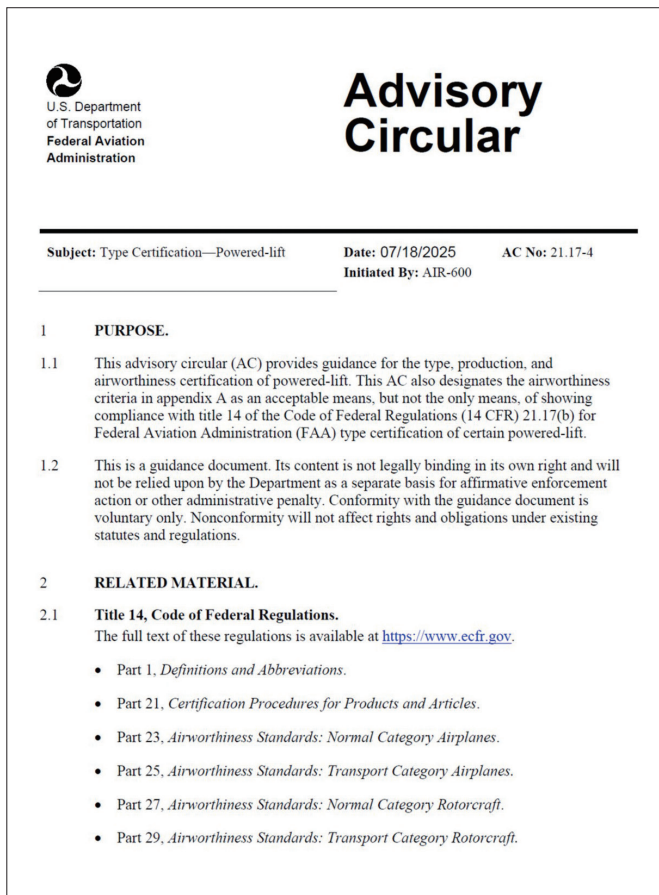 U.S. Department
of Transportation
Federal Aviation
Administration
Advisory
Circular
Subject: Type Certification—Powered-lift
Date: 07/18/2025
AC No: 21.17-4
Initiated By: AIR-600
1 PURPOSE.
1.1 This advisory circular (AC) provides guidance for the type, production, and
airworthiness certification of powered-lift. This AC also designates the airworthiness
criteria in appendix A as an acceptable means, but not the only means, of showing
compliance with title 14 of the Code of Federal Regulations (14 CFR) 21.17(b) for
Federal Aviation Administration (FAA) type certification of certain powered-lift.
1.2 This is a guidance document. Its content is not legally binding in its own right and will
not be relied upon by the Department as a separate basis for affirmative enforcement
action or other administrative penalty. Conformity with the guidance document is
voluntary only. Nonconformity will not affect rights and obligations under existing
statutes and regulations.
2 RELATED MATERIAL.
2.1 Title 14, Code of Federal Regulations.
The full text of these regulations is available at https://www.ecfr.gov.
• Part 1, Definitions and Abbreviations.
• Part 21, Certification Procedures for Products and Articles.
• Part 23, Airworthiness Standards: Normal Category Airplanes.
• Part 25, Airworthiness Standards: Transport Category Airplanes.
• Part 27, Airworthiness Standards: Normal Category Rotorcraft.
• Part 29, Airworthiness Standards: Transport Category Rotorcraft.